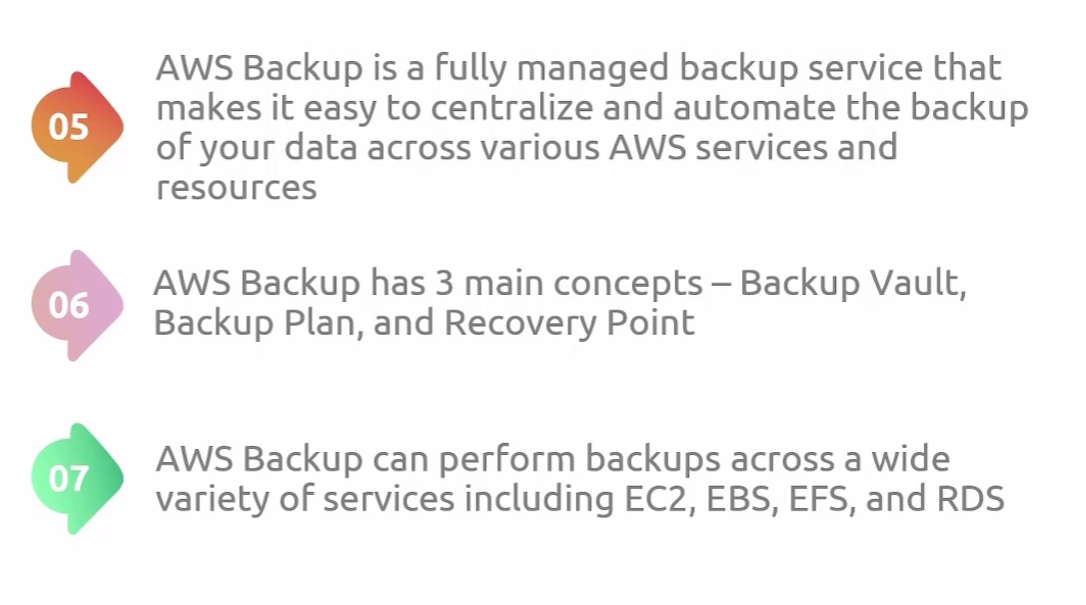 05
AWS Backup is a fully managed backup service that
makes it easy to centralize and automate the backup
of your data across various AWS services and
resources
06
AWS Backup has 3 main concepts – Backup Vault,
Backup Plan, and Recovery Point
07
AWS Backup can perform backups across a wide
variety of services including EC2, EBS, EFS, and RDS